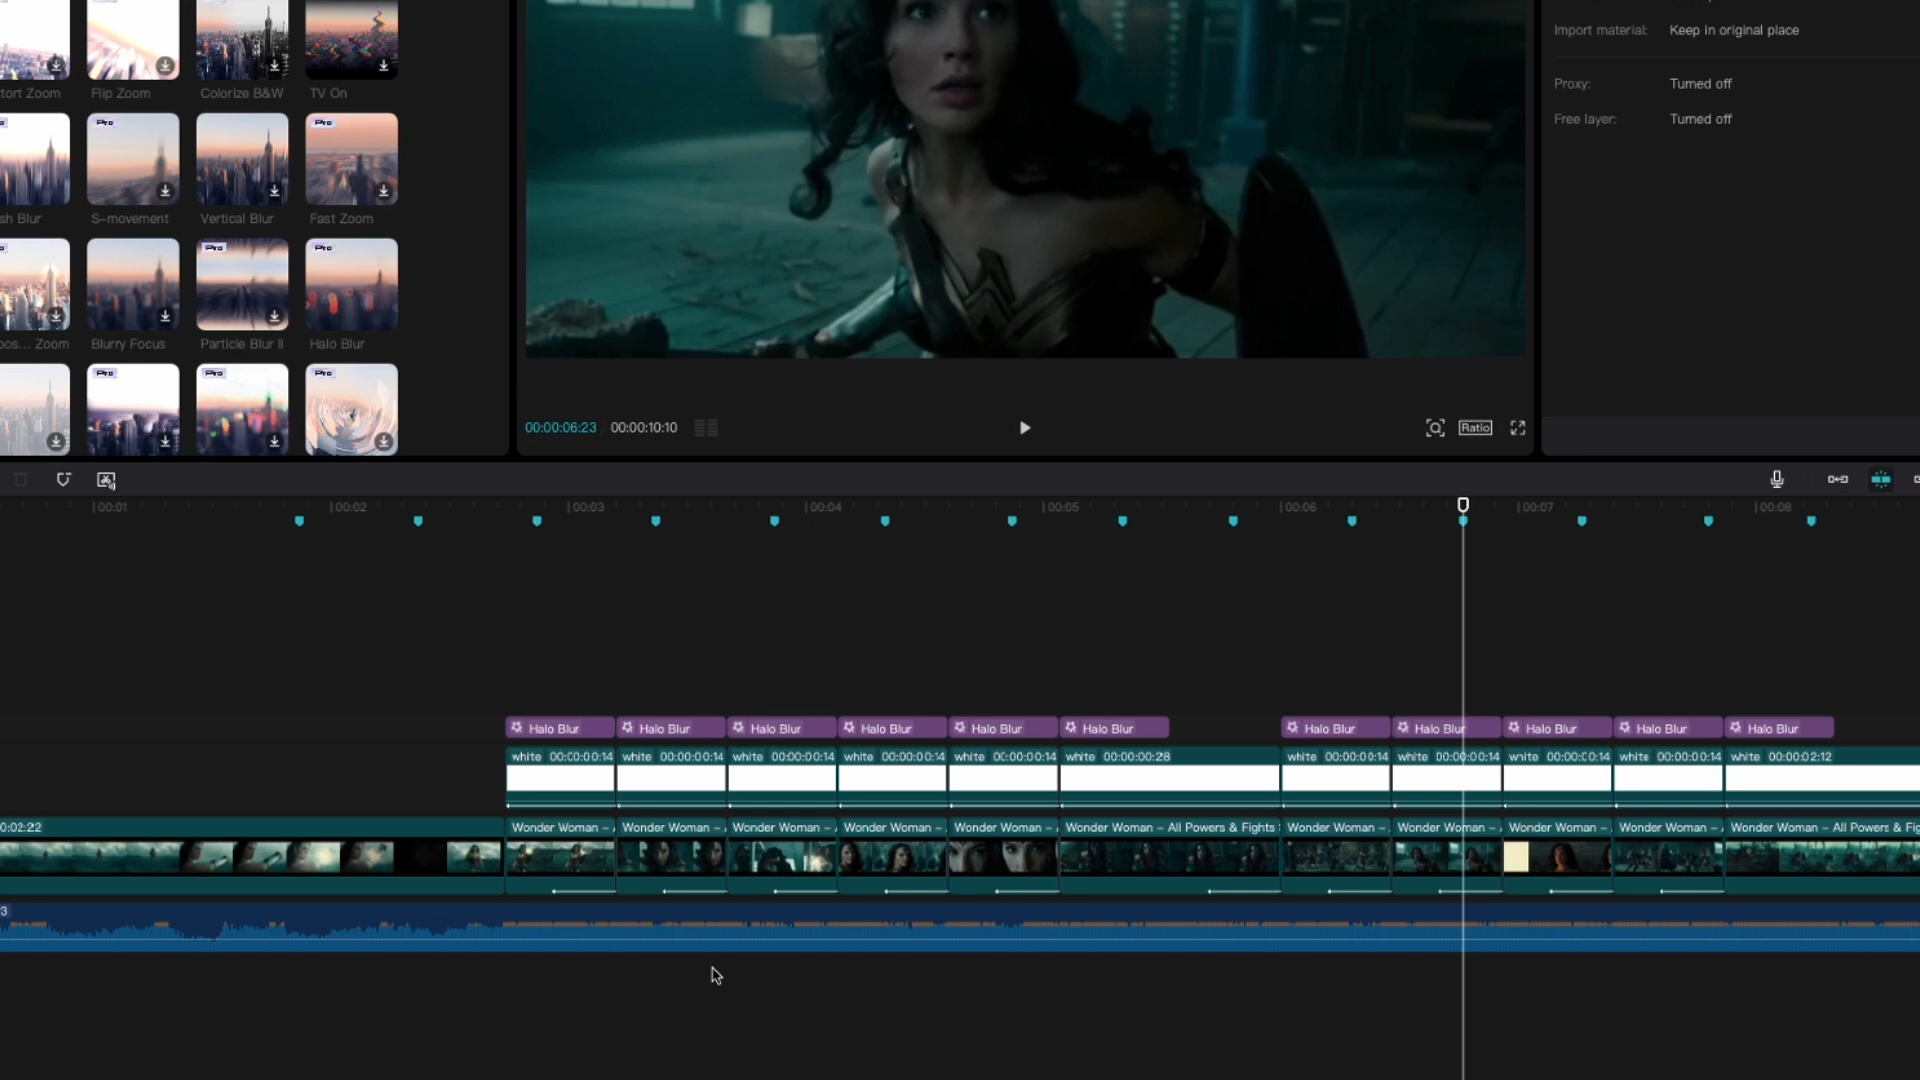 tort Zoom
Flip Zoom
Colorize B&W
TV On
Pro
Pro
sh Blur
S-movement
Vertical Blur
Fast Zoom
Pro
Pro
Zoom
Blurry Focus
Particle Blur II
Halo Blur
Pro
Pro
Pro
Import material: Keep in original place
Proxy: Turned off
Free layer: Turned off
00:00:06:23 00:00:10:10
Ratio
00:01
00:02
00:03
00:04
00:05
00:06
00:07
00:08
Halo Blur
Halo Blur
Halo Blur
Halo Blur
Halo Blur
Halo Blur
Halo Blur
Halo Blur
Halo Blur
Halo Blur
Halo Blur
white 00:00:00:14
white 00:00:00:14
white 00:00:00:14
white 00:00:00:14
white 00:00:00:14
white 00:00:00:28
white 00:00:00:14
white 00:00:00:14
white 00:00:00:14
white 00:00:00:14
white 00:00:02:12
0:02:22
Wonder Woman –
Wonder Woman –
Wonder Woman –
Wonder Woman –
Wonder Woman –
Wonder Woman – All Powers & Fights
Wonder Woman –
Wonder Woman –
Wonder Woman –
Wonder Woman –
Wonder Woman – All Powers & Fig
3